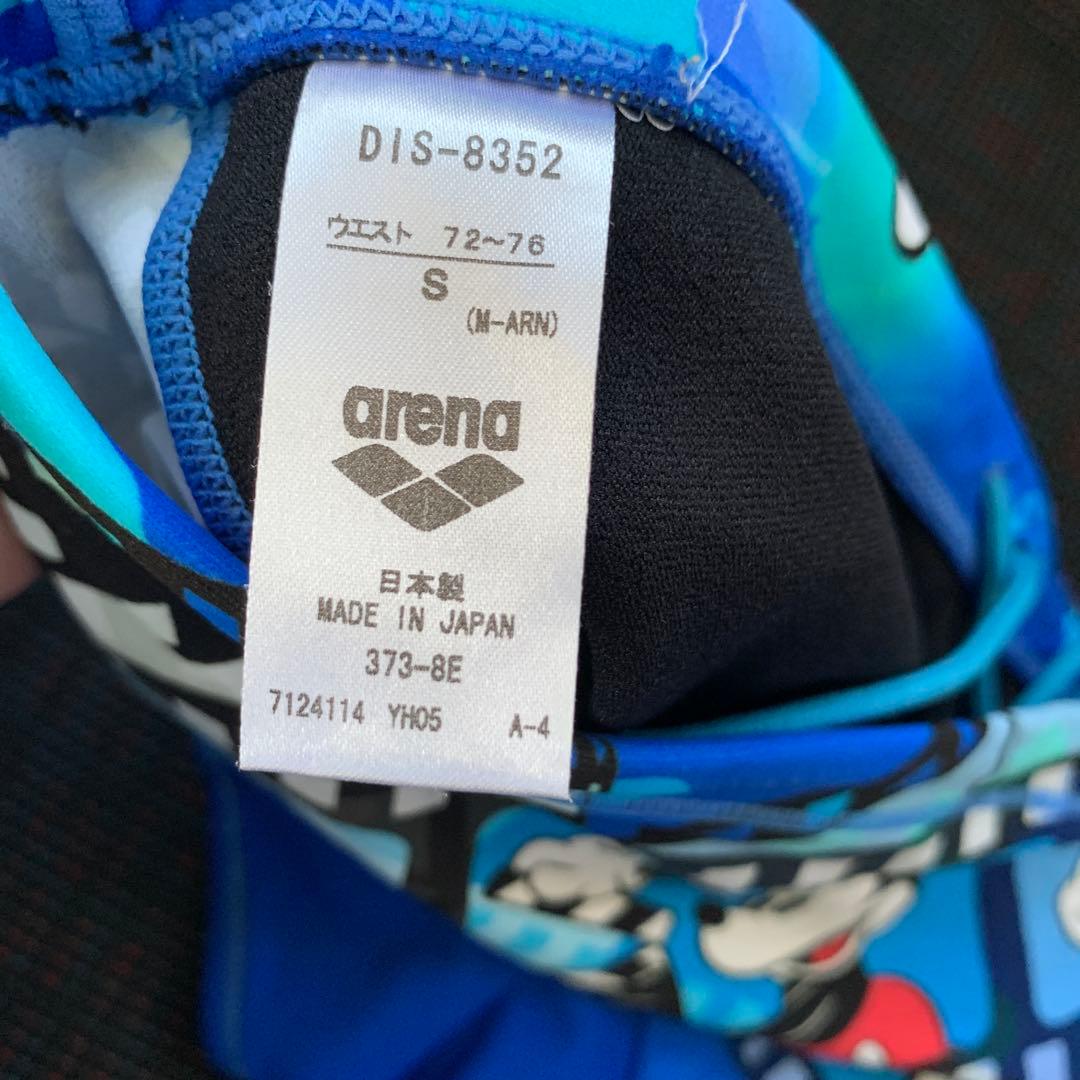 DIS-8352
ウエスト 72～76
S
(M-ARN)
arena
日本製
MADE IN JAPAN
373-8E
7124114 YH05 A-4